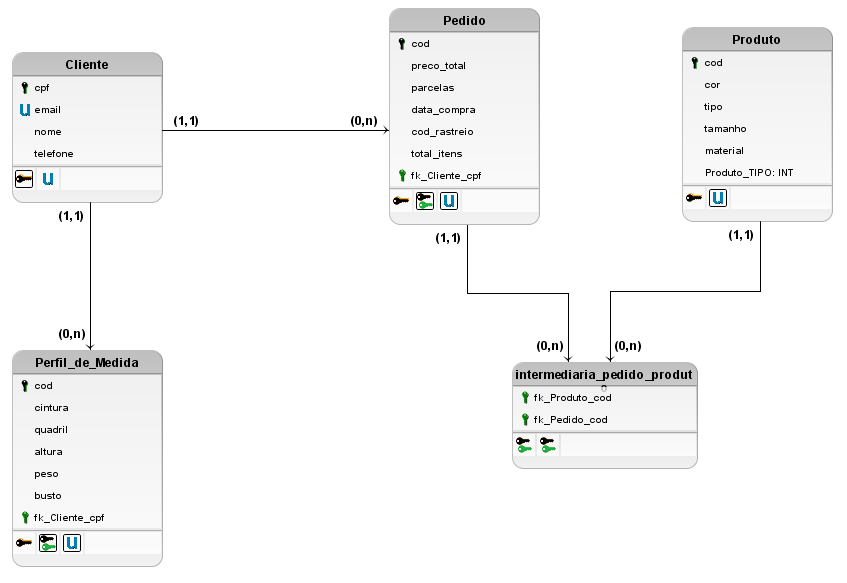 Cliente
cpf
email
nome
telefone
(1,1)
(0,n)
Pedido
cod
preco_total
parcelas
data_compra
cod_rastreio
total_itens
fk_Cliente_cpf
Produto
cod
cor
tipo
tamanho
material
Produto_TIPO: INT
(1,1)
(0,n)
(1,1)
(0,n)
(1,1)
(0,n)
Perfil_de_Medida
cod
cintura
quadril
altura
peso
busto
fk_Cliente_cpf
intermediaria_pedido_produt
o
fk_Produto_cod
fk_Pedido_cod